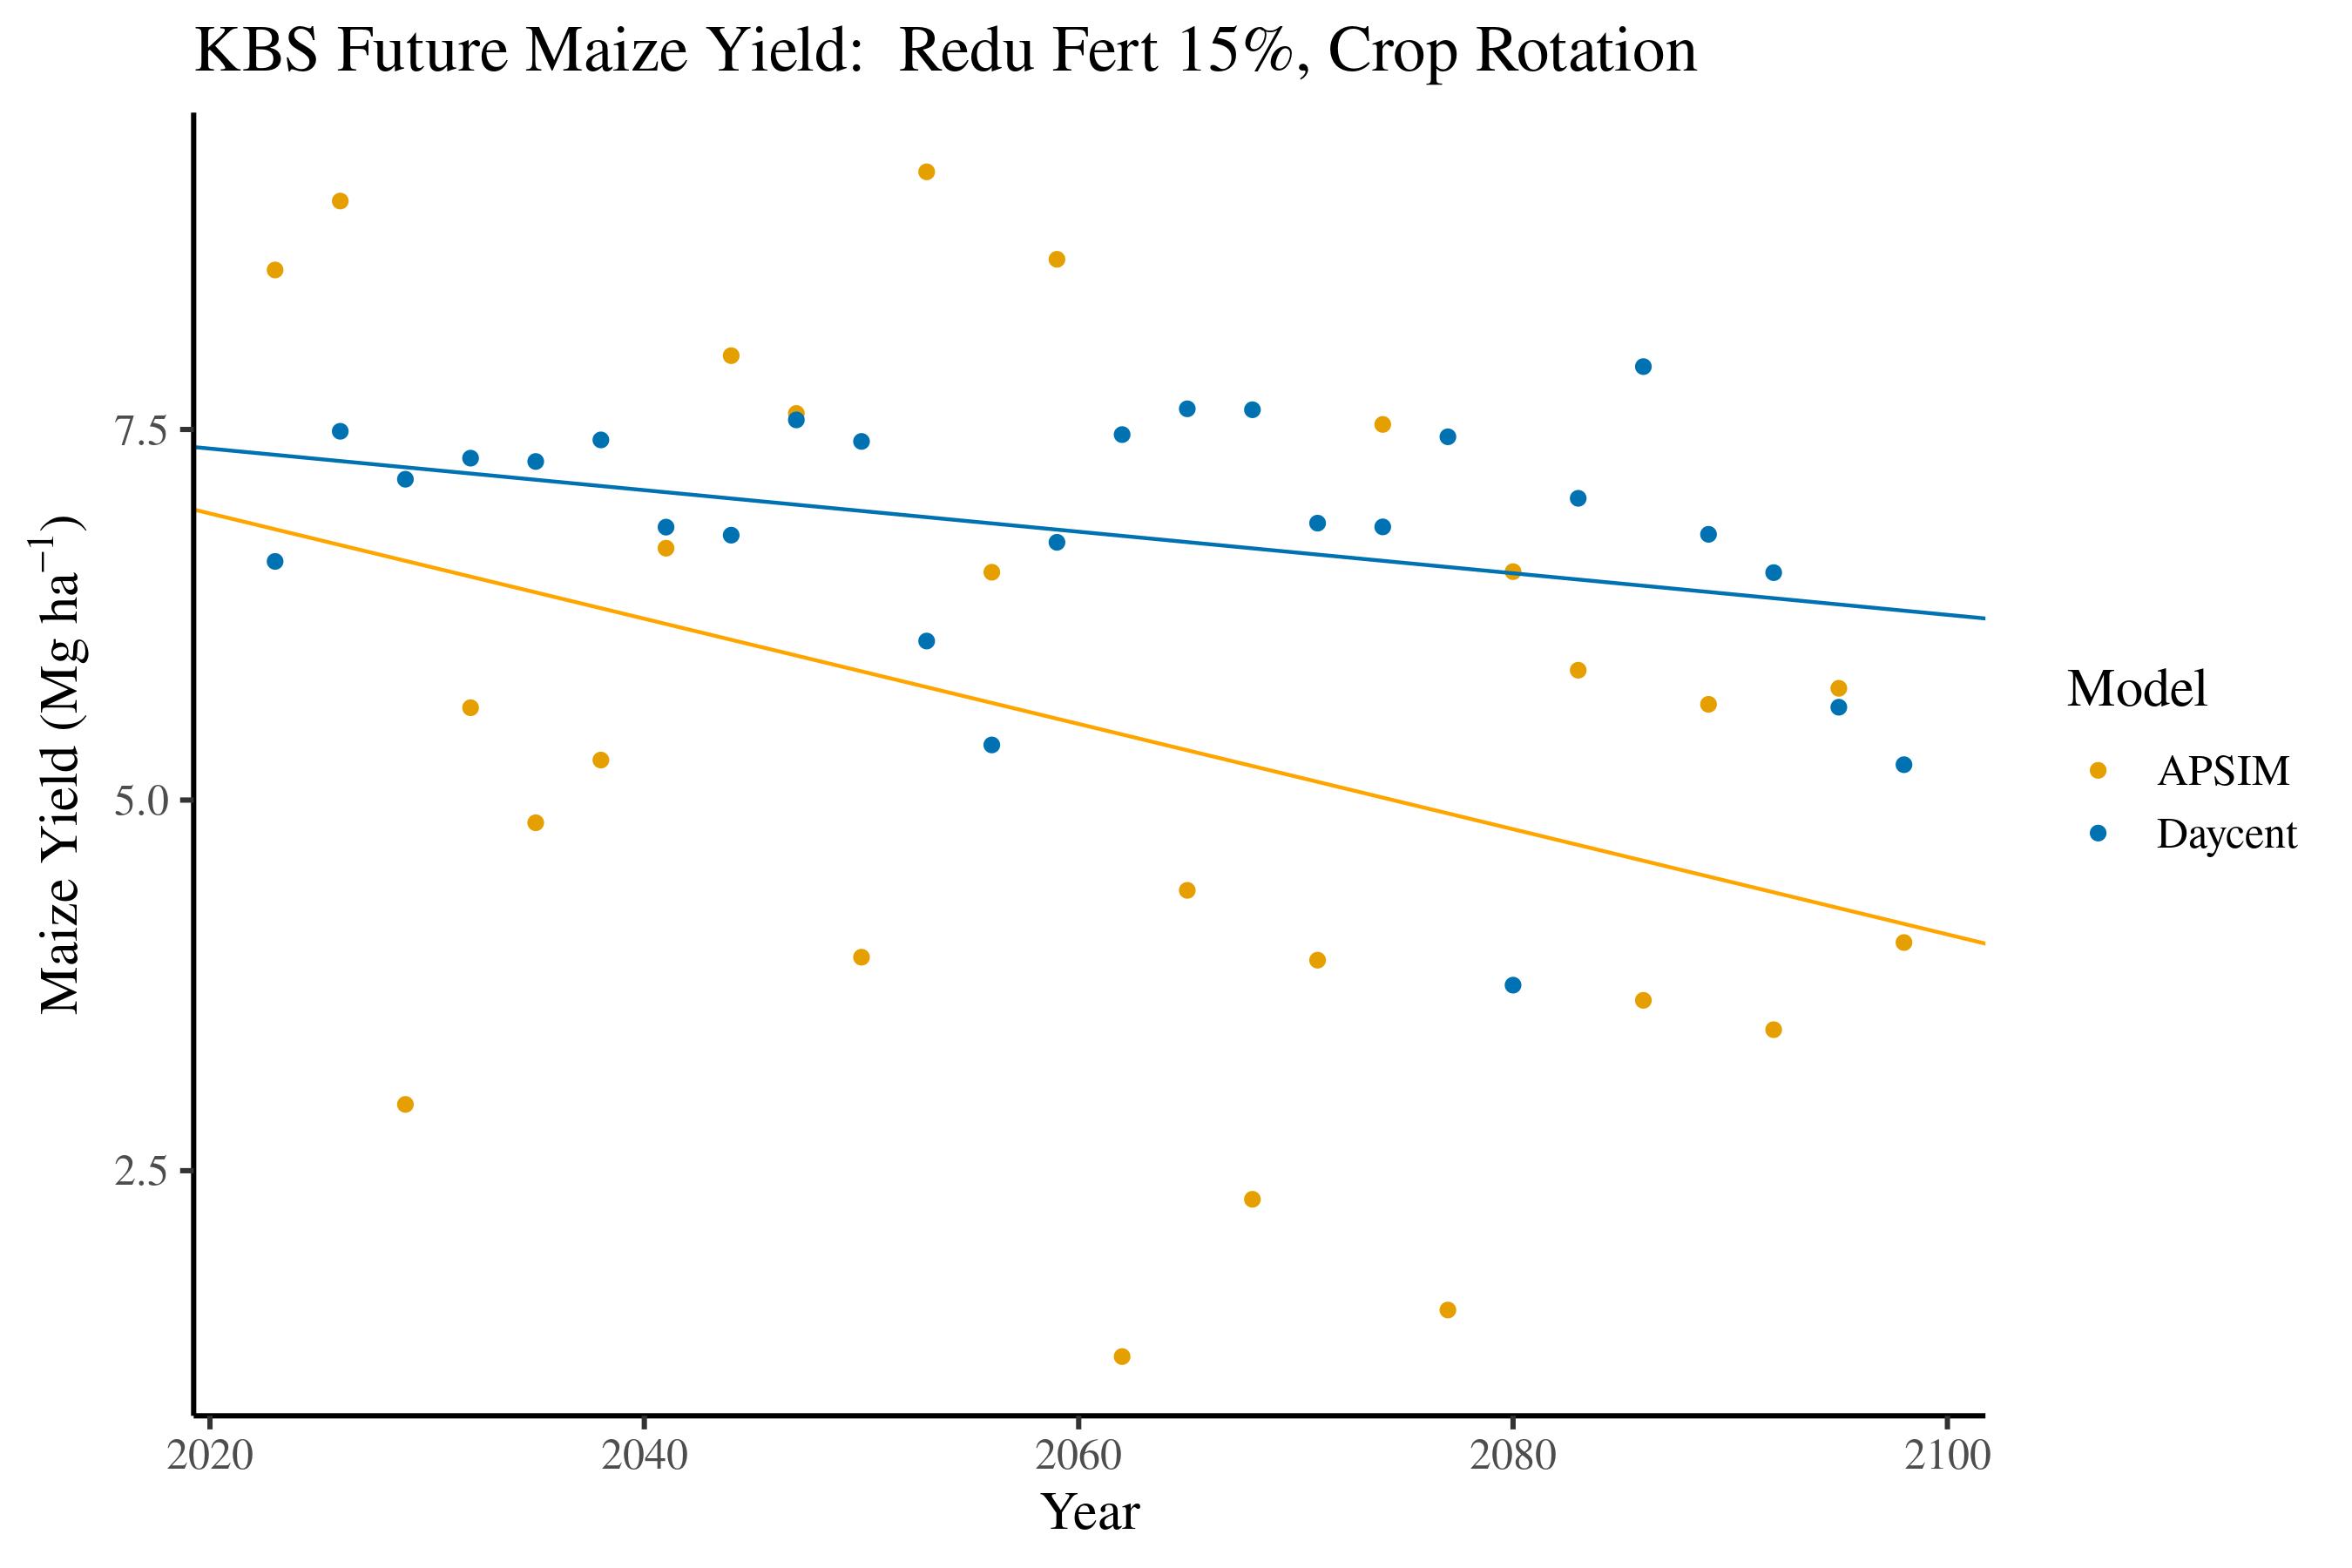 KBS Future Maize Yield:  Redu Fert 15%, Crop Rotation
Maize Yield (Mg ha⁻¹)
7.5
5.0
2.5
2020 2040 2060 2080 2100
Year
Model
APSIM
Daycent